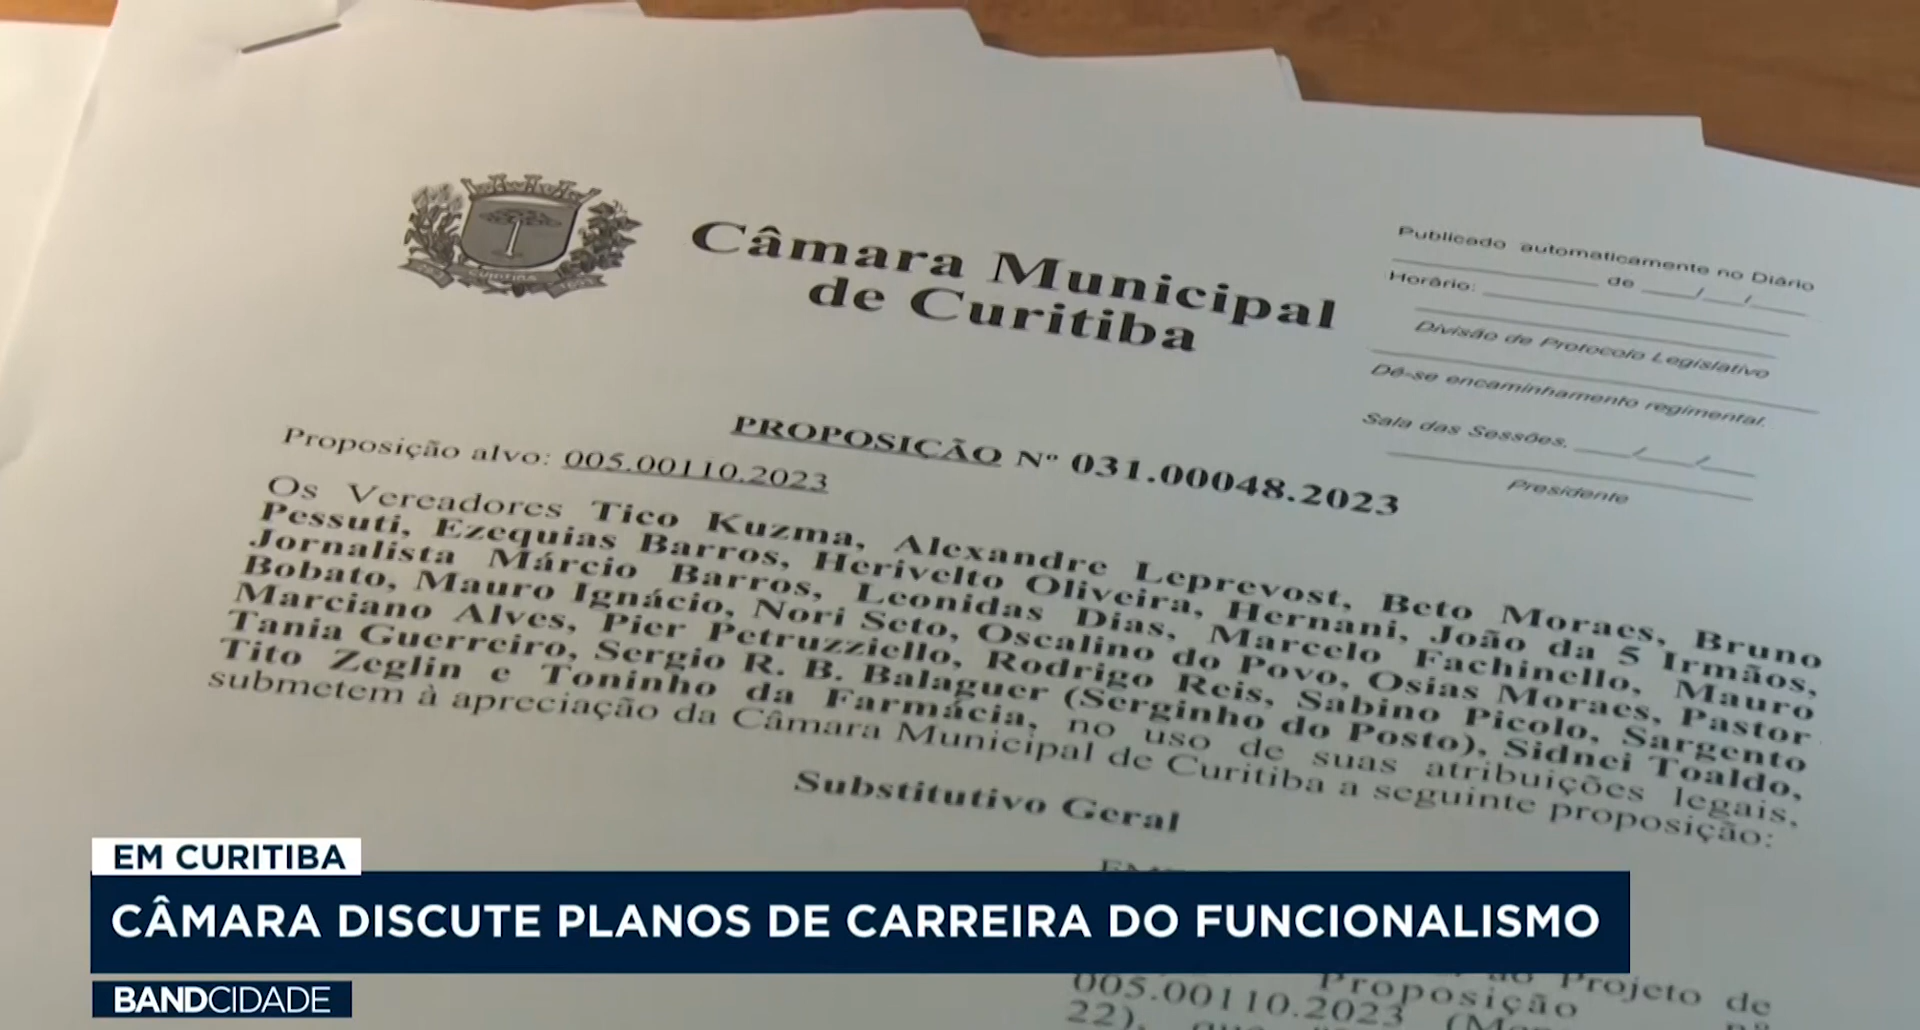 Câmara Municipal
de Curitiba
Publicado automaticamente no Diário
de / /
Horário:
Divisão de Protocolo Legislativo
Dê-se encaminhamento regimental.
Sala das Sessões, / /
Presidente
CURITIBA
PROPOSIÇÃO Nº 031.00048.2023
Proposição alvo: 005.00110.2023
Os Vereadores Tico Kuzma, Alexandre Leprevost, Beto Moraes, Bruno
Pessuti, Ezequias Barros, Herivelto Oliveira, Hernani, João da 5 Irmãos,
Jornalista Márcio Barros, Leonidas Dias, Marcelo Fachinello, Mauro
Bobato, Mauro Ignácio, Nori Seto, Oscalino do Povo, Osias Moraes, Pastor
Marciano Alves, Pier Petruzziello, Rodrigo Reis, Sabino Picolo, Sargento
Tania Guerreiro, Sergio R. B. Balaguer (Serginho do Posto), Sidnei Toaldo,
Tito Zeglin e Toninho da Farmácia, no uso de suas atribuições legais,
submetem à apreciação da Câmara Municipal de Curitiba a seguinte proposição:
Substitutivo Geral
ao Projeto de
Proposição
005.00110.2023
22), que
EM CURITIBA
CÂMARA DISCUTE PLANOS DE CARREIRA DO FUNCIONALISMO
BANDCIDADE